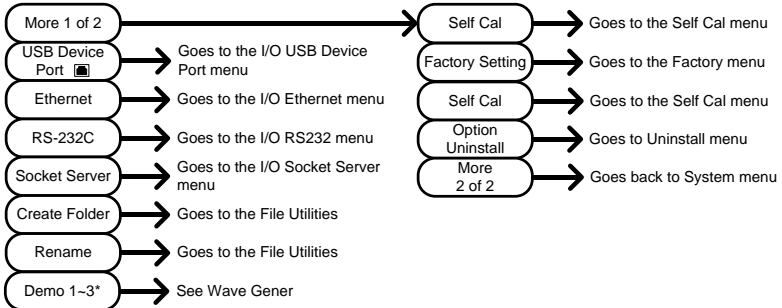 More 1 of 2
USB Device
Port
Goes to the I/O USB Device
Port menu
Ethernet
Goes to the I/O Ethernet menu
RS-232C
Goes to the I/O RS232 menu
Socket Server
Goes to the I/O Socket Server
menu
Create Folder
Goes to the File Utilities
Rename
Goes to the File Utilities
Demo 1~3*
See Wave Gener
Self Cal
Goes to the Self Cal menu
Factory Setting
Goes to the Factory menu
Self Cal
Goes to the Self Cal menu
Option
Uninstall
Goes to Uninstall menu
More
2 of 2
Goes back to System menu